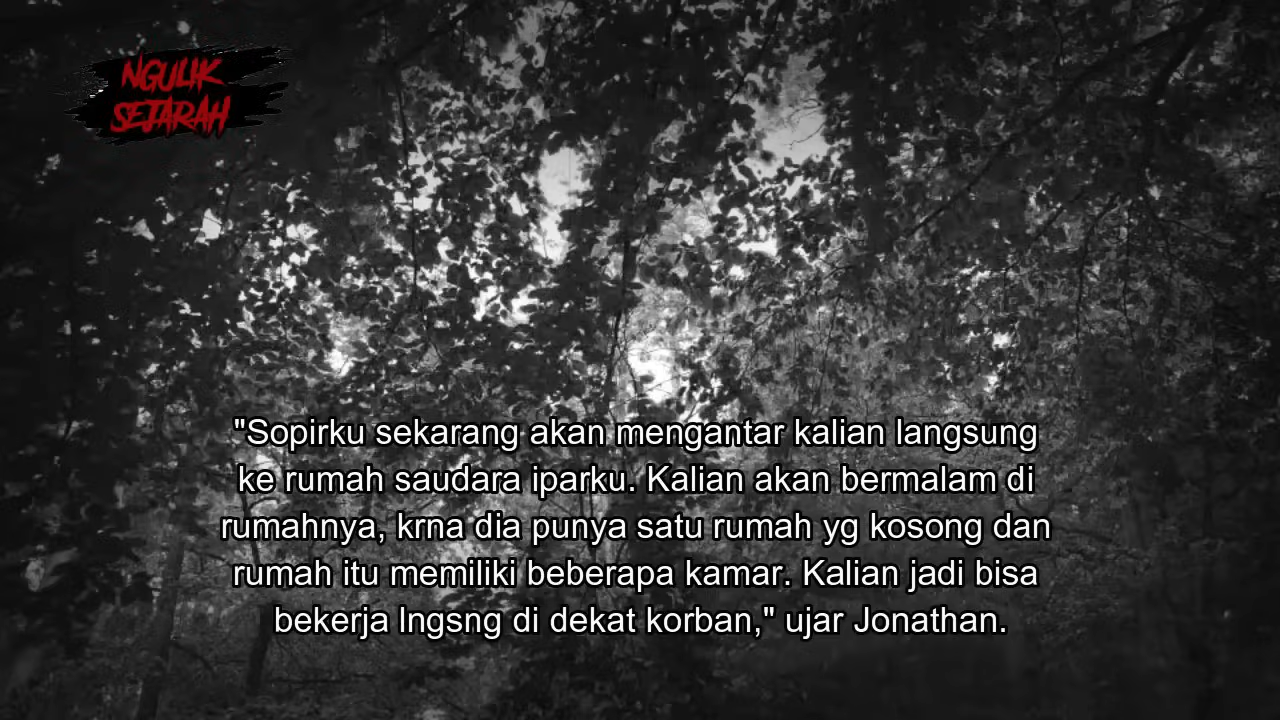 NGULIK
SEJARAH
"Sopirku sekarang akan mengantar kalian langsung
ke rumah saudara iparku. Kalian akan bermalam di
rumahnya, krna dia punya satu rumah yg kosong dan
rumah itu memiliki beberapa kamar. Kalian jadi bisa
bekerja lngsng di dekat korban," ujar Jonathan.